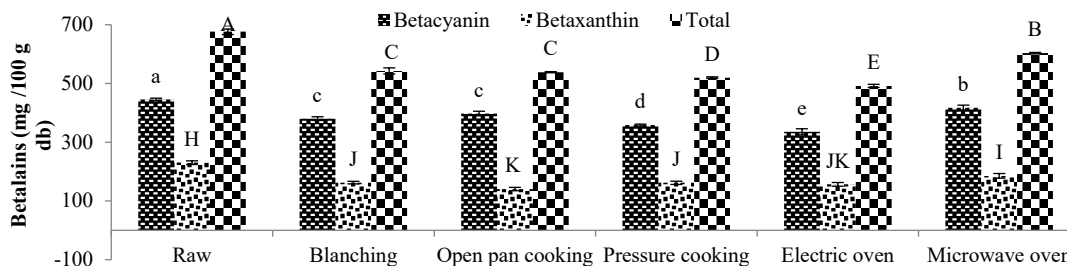 700
500
300
100
-100
Betalains (mg /100 g
db)
Betacyanin Betaxanthin Total
a H A
c J C
c K C
d J D
e JK E
b I B
Raw Blanching Open pan cooking Pressure cooking Electric oven Microwave oven